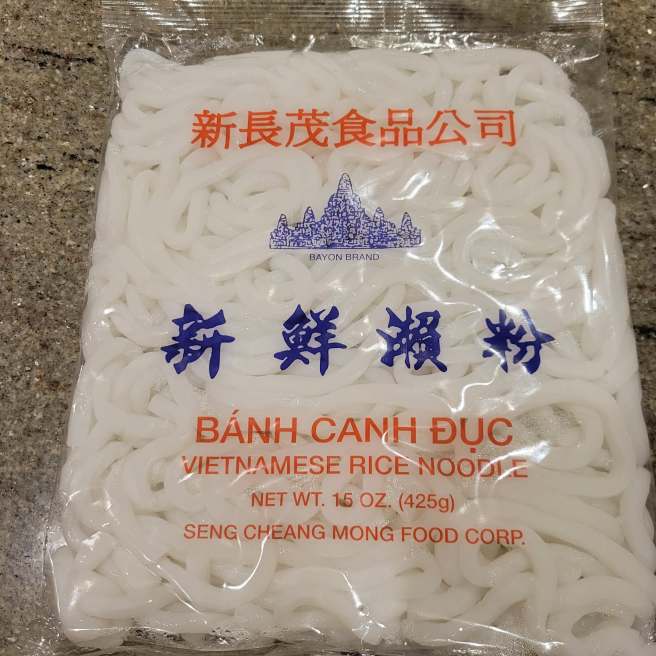 新長茂食品公司
BAYON BRAND
新鮮瀨粉
BÁNH CANH ĐỤC
VIETNAMESE RICE NOODLE
NET WT. 15 OZ. (425g)
SENG CHEANG MONG FOOD CORP.